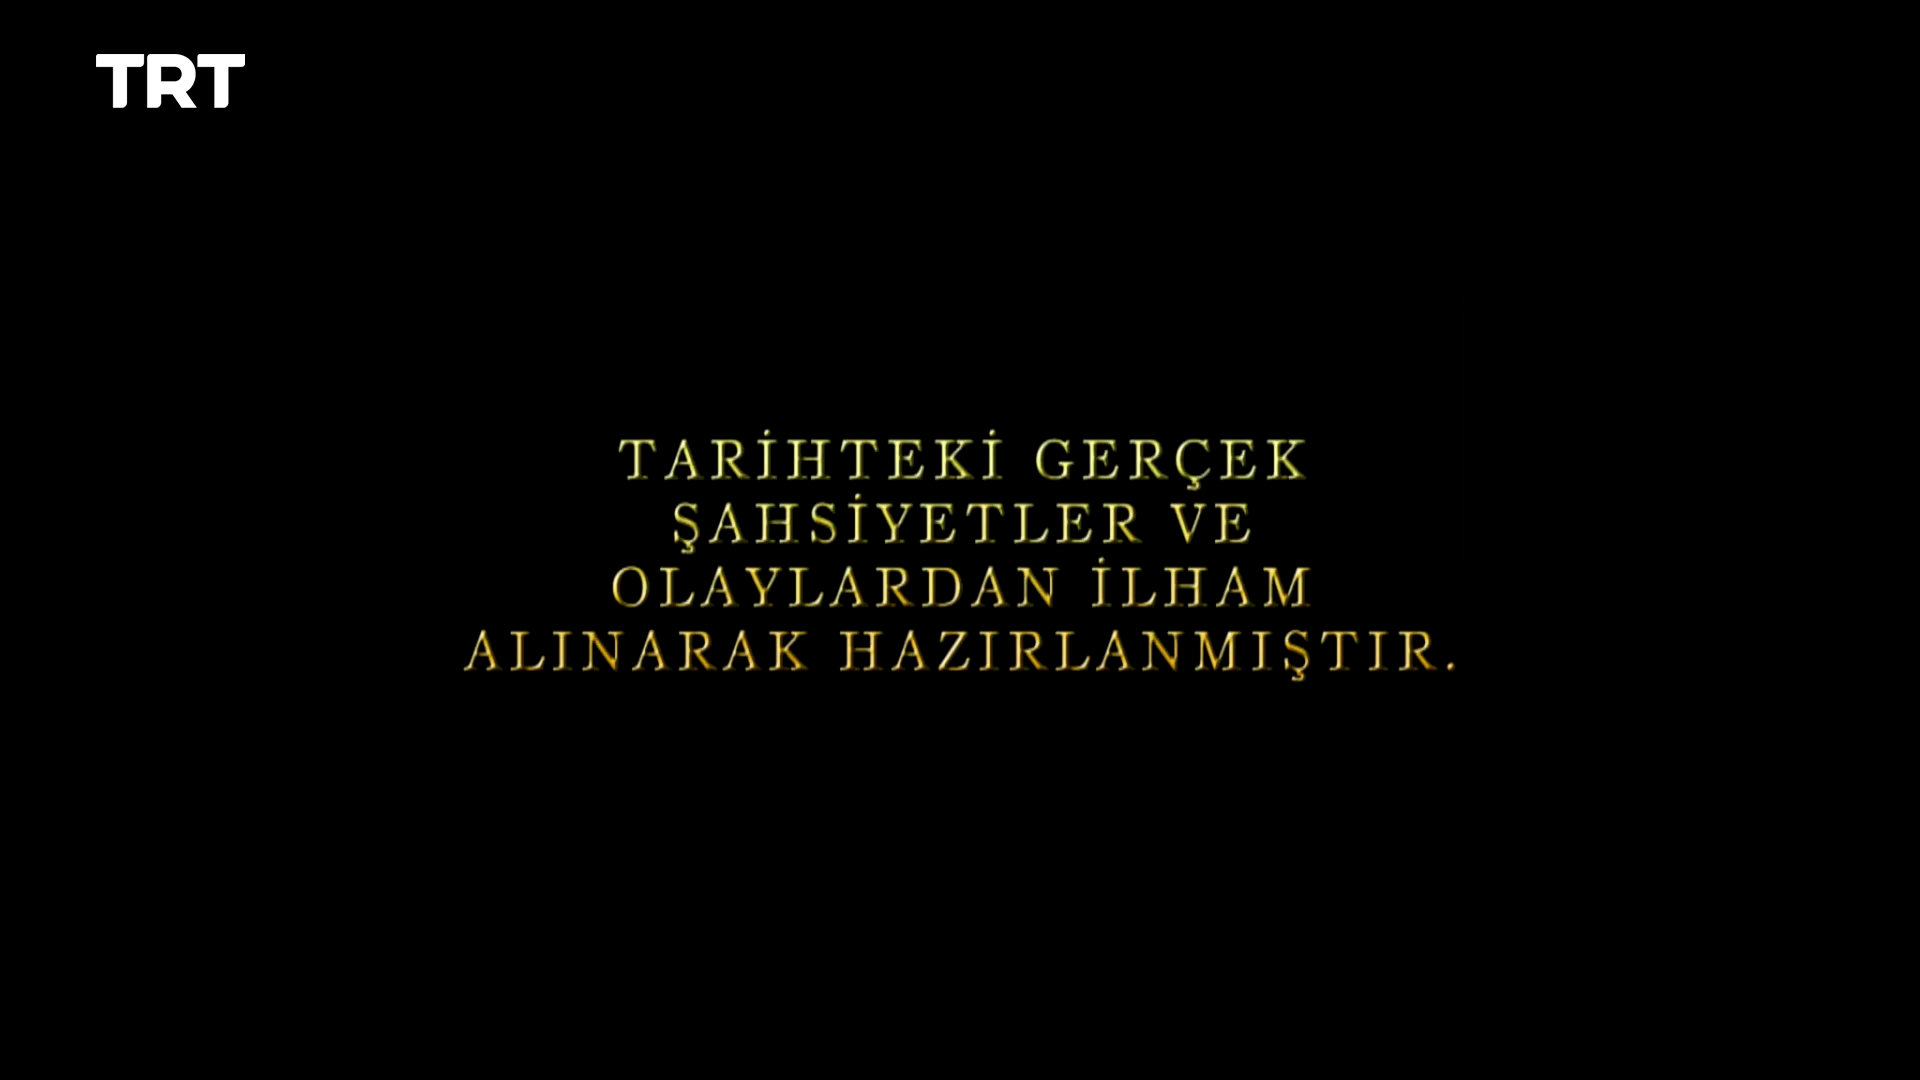 TRT
TARİHTEKİ GERÇEK
ŞAHSİYETLER VE
OLAYLARDAN İLHAM
ALINARAK HAZIRLANMIŞTIR.